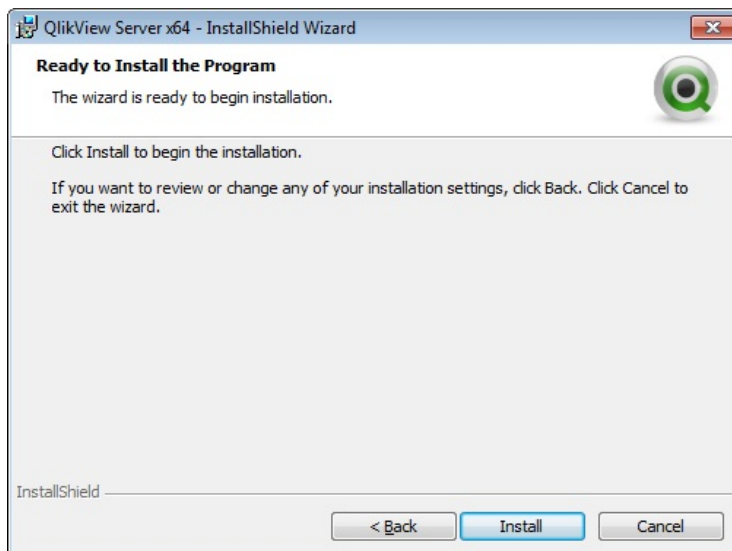 QlikView Server x64 - InstallShield Wizard
Ready to Install the Program
The wizard is ready to begin installation.
Click Install to begin the installation.
If you want to review or change any of your installation settings, click Back. Click Cancel to
exit the wizard.
InstallShield
< Back
Install
Cancel